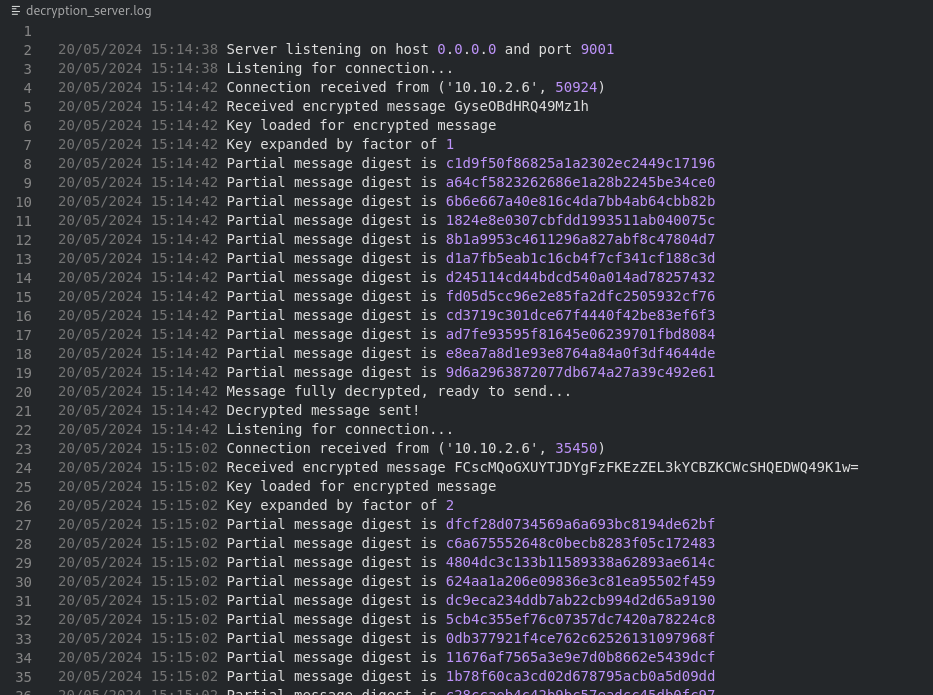 decryption_server.log
1
2 20/05/2024 15:14:38 Server listening on host 0.0.0.0 and port 9001
3 20/05/2024 15:14:38 Listening for connection...
4 20/05/2024 15:14:42 Connection received from ('10.10.2.6', 50924)
5 20/05/2024 15:14:42 Received encrypted message GyseOBdHRQ49Mz1h
6 20/05/2024 15:14:42 Key loaded for encrypted message
7 20/05/2024 15:14:42 Key expanded by factor of 1
8 20/05/2024 15:14:42 Partial message digest is c1d9f50f86825a1a2302ec2449c17196
9 20/05/2024 15:14:42 Partial message digest is a64cf5823262686e1a28b2245be34ce0
10 20/05/2024 15:14:42 Partial message digest is 6b6e667a40e816c4da7bb4ab64cbb82b
11 20/05/2024 15:14:42 Partial message digest is 1824e8e0307cbfdd1993511ab040075c
12 20/05/2024 15:14:42 Partial message digest is 8b1a9953c4611296a827abf8c47804d7
13 20/05/2024 15:14:42 Partial message digest is d1a7fb5eab1c16cb4f7cf341cf188c3d
14 20/05/2024 15:14:42 Partial message digest is d245114cd44bdcd540a014ad78257432
15 20/05/2024 15:14:42 Partial message digest is fd05d5cc96e2e85fa2dfc2505932cf76
16 20/05/2024 15:14:42 Partial message digest is cd3719c301dce67f4440f42be83ef6f3
17 20/05/2024 15:14:42 Partial message digest is ad7fe93595f81645e06239701fbd8084
18 20/05/2024 15:14:42 Partial message digest is e8ea7a8d1e93e8764a84a0f3df4644de
19 20/05/2024 15:14:42 Partial message digest is 9d6a2963872077db674a27a39c492e61
20 20/05/2024 15:14:42 Message fully decrypted, ready to send...
21 20/05/2024 15:14:42 Decrypted message sent!
22 20/05/2024 15:14:42 Listening for connection...
23 20/05/2024 15:15:02 Connection received from ('10.10.2.6', 35450)
24 20/05/2024 15:15:02 Received encrypted message FCscMQoGXUYTJDYgFzFKEzZEL3kYCBZKCWcSHQEDWQ49K1w=
25 20/05/2024 15:15:02 Key loaded for encrypted message
26 20/05/2024 15:15:02 Key expanded by factor of 2
27 20/05/2024 15:15:02 Partial message digest is dfcf28d0734569a6a693bc8194de62bf
28 20/05/2024 15:15:02 Partial message digest is c6a675552648c0becb8283f05c172483
29 20/05/2024 15:15:02 Partial message digest is 4804dc3c133b11589338a62893ae614c
30 20/05/2024 15:15:02 Partial message digest is 624aa1a206e09836e3c81ea95502f459
31 20/05/2024 15:15:02 Partial message digest is dc9eca234ddb7ab22cb994d2d65a9190
32 20/05/2024 15:15:02 Partial message digest is 5cb4c355ef76c07357dc7420a78224c8
33 20/05/2024 15:15:02 Partial message digest is 0db377921f4ce762c62526131097968f
34 20/05/2024 15:15:02 Partial message digest is 11676af7565a3e9e7d0b8662e5439dcf
35 20/05/2024 15:15:02 Partial message digest is 1b78f60ca3cd02d678795acb0a5d09dd
36 20/05/2024 15:15:02 Partial message digest is